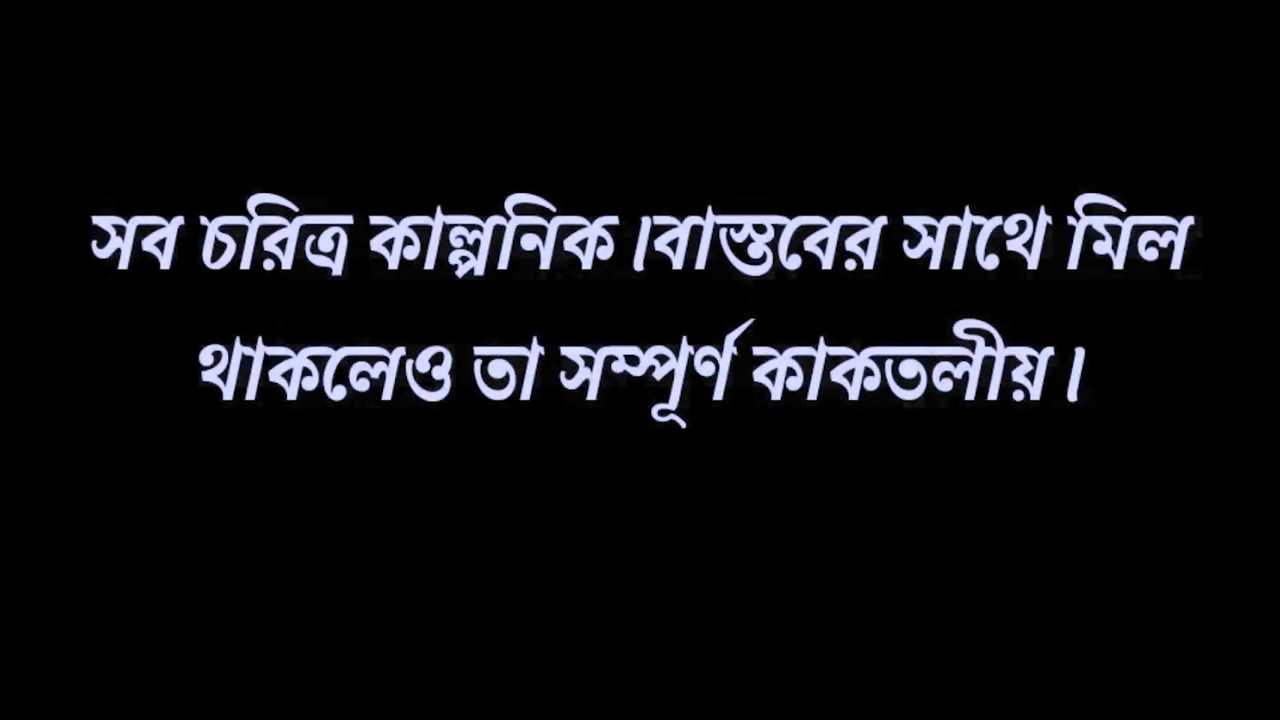 সব চরিত্র কাল্পনিক।বাস্তবের সাথে মিল
থাকলেও তা সম্পূর্ণ কাকতলীয়।